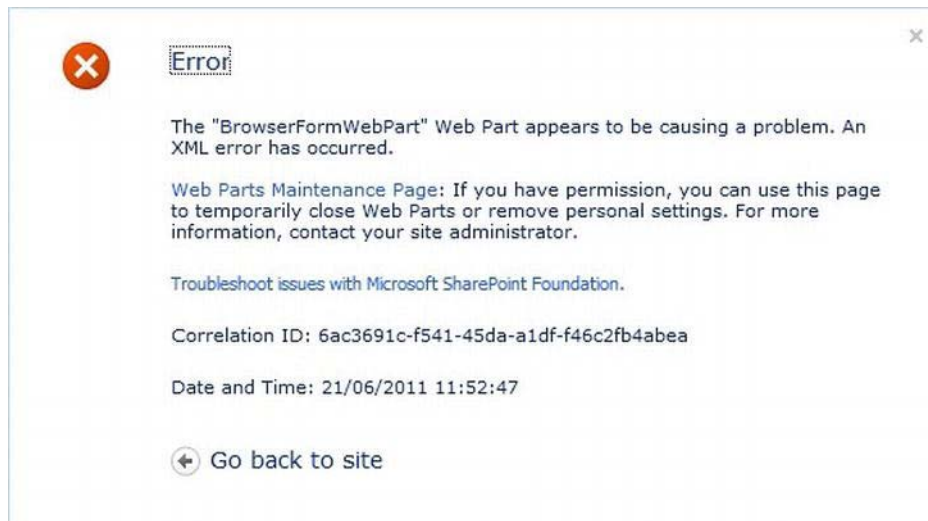 Error
The "BrowserFormWebPart" Web Part appears to be causing a problem. An
XML error has occurred.
Web Parts Maintenance Page: If you have permission, you can use this page
to temporarily close Web Parts or remove personal settings. For more
information, contact your site administrator.
Troubleshoot issues with Microsoft SharePoint Foundation.
Correlation ID: 6ac3691c-f541-45da-a1df-f46c2fb4abea
Date and Time: 21/06/2011 11:52:47
Go back to site